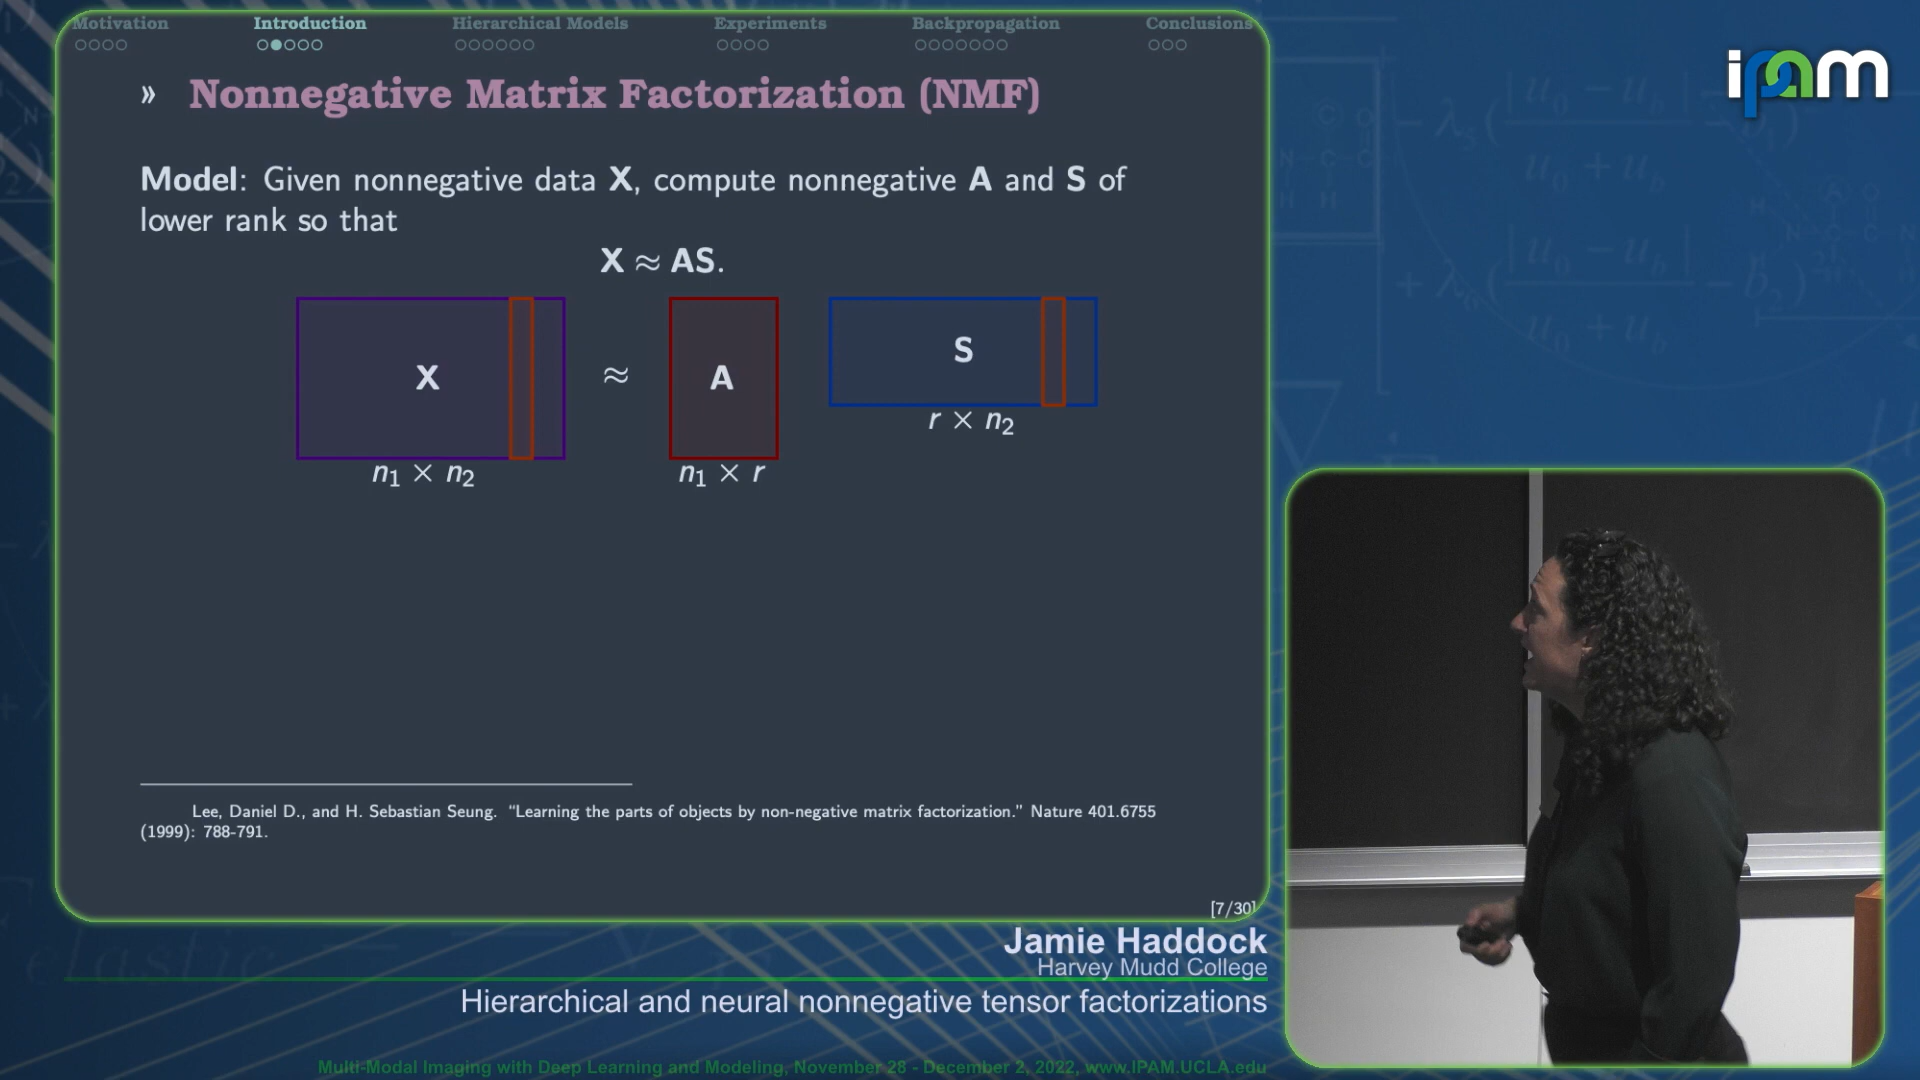 Motivation Introduction Hierarchical Models Experiments Backpropagation Conclusions
» Nonnegative Matrix Factorization (NMF)
Model: Given nonnegative data X, compute nonnegative A and S of
lower rank so that
X ≈ AS.
X ≈ A S
r × n₂
n₁ × n₂ n₁ × r
Lee, Daniel D., and H. Sebastian Seung. “Learning the parts of objects by non-negative matrix factorization.” Nature 401.6755
(1999): 788-791.
[7/30]
ipam
Jamie Haddock
Harvey Mudd College
Hierarchical and neural nonnegative tensor factorizations
Multi-Modal Imaging with Deep Learning and Modeling, November 28 - December 2, 2022, www.IPAM.UCLA.edu